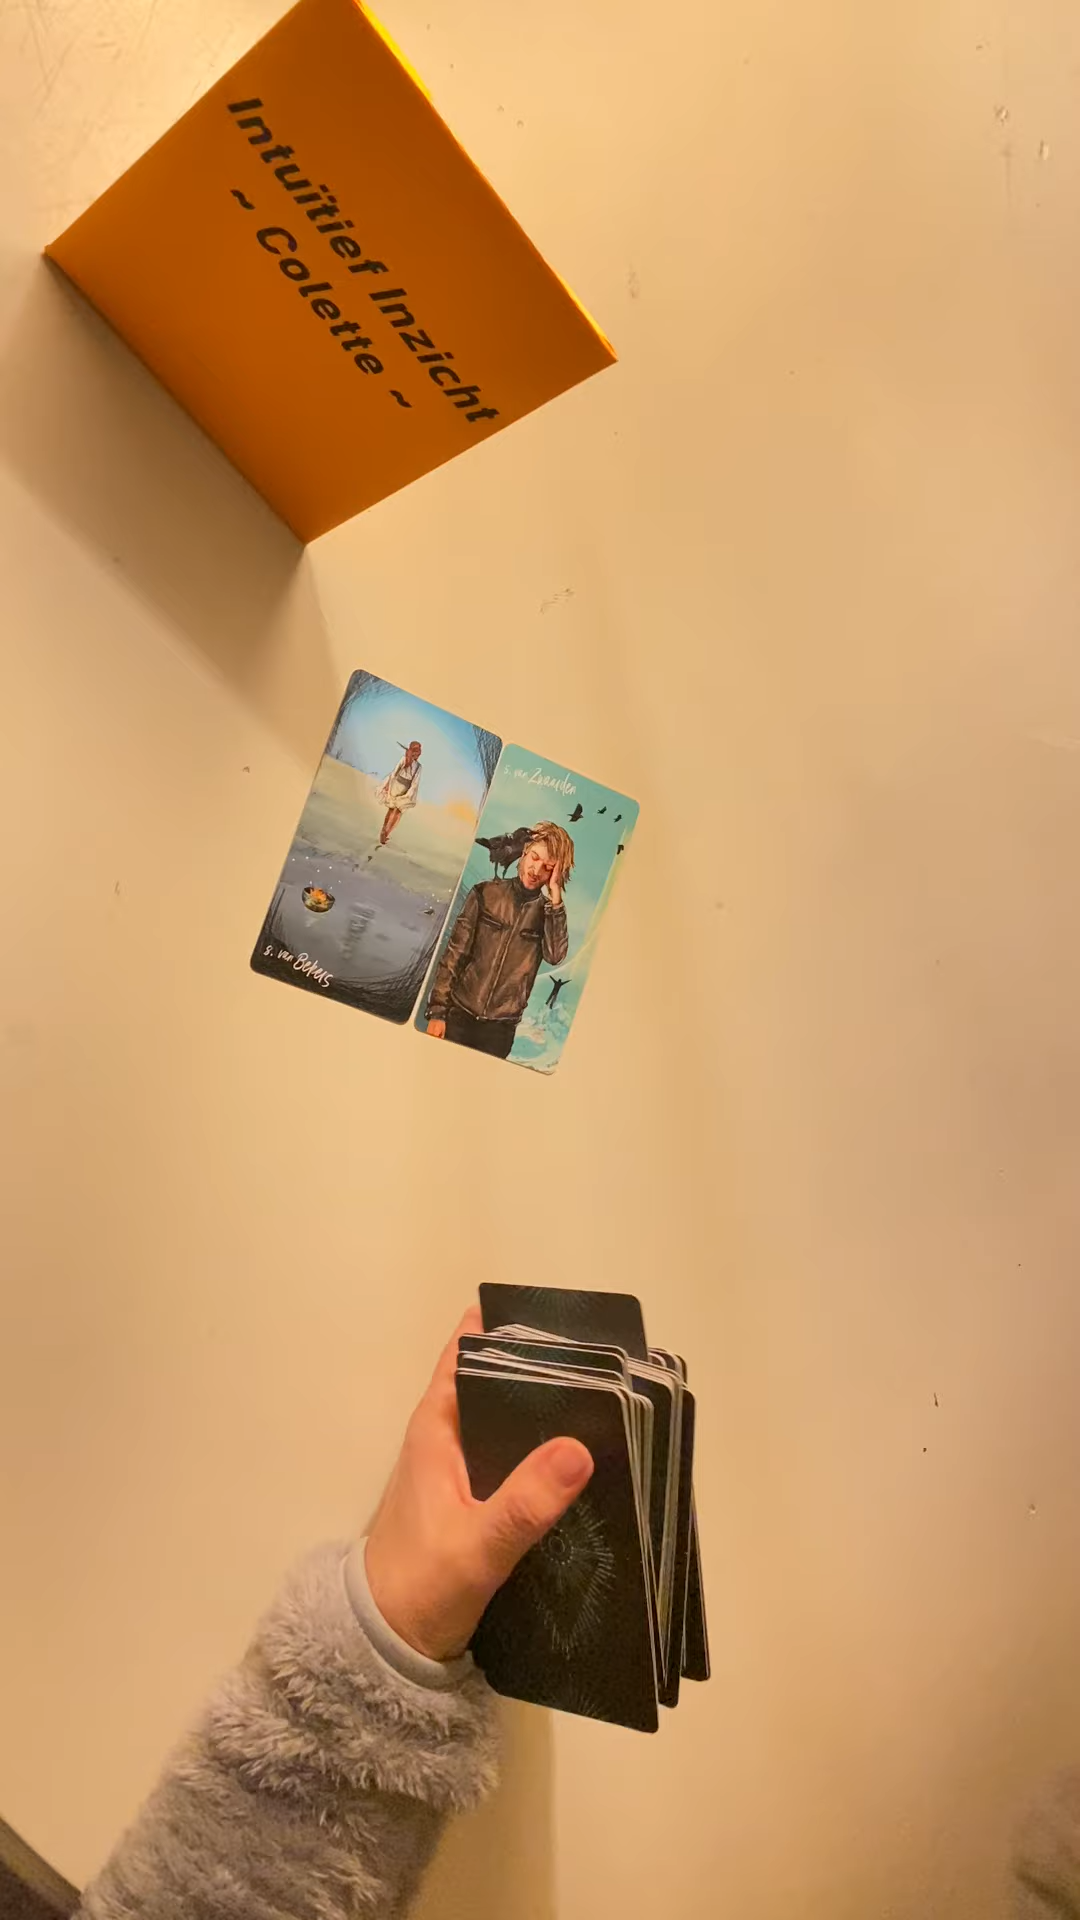 Intuïtief Inzicht
~ Colette ~
8. van Bekers
5. van Zwaarden